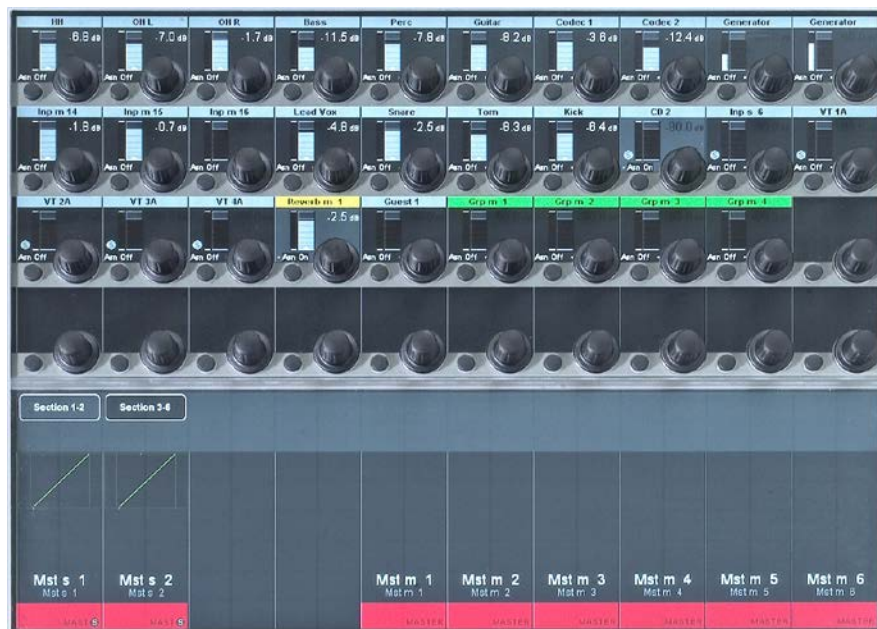 HH OH L OH R Bass Perc Guitar Codec 1 Codec 2 Generator Generator
-6.8 dB -7.0 dB -1.7 dB -11.5 dB -7.8 dB -8.2 dB -3.6 dB -12.4 dB
Asn Off Asn Off Asn Off Asn Off Asn Off Asn Off Asn Off Asn Off Asn Off Asn Off
Inp m 14 Inp m 15 Inp m 16 Lead Vox Snare Tom Kick CD 2 Inp s 6 VT 1A
-1.8 dB -0.7 dB -4.8 dB -2.5 dB -8.3 dB -8.4 dB
Asn Off Asn Off Asn Off Asn Off Asn Off Asn Off Asn Off Asn On Asn Off Asn Off
VT 2A VT 3A VT 4A Reverb m 1 Guest 1 Grp m 1 Grp m 2 Grp m 3 Grp m 4
-2.5 dB
Asn Off Asn Off Asn Off Asn On Asn Off Asn Off Asn Off Asn Off Asn Off
Section 1-2 Section 3-6
Mst s 1 Mst s 2 Mst m 1 Mst m 2 Mst m 3 Mst m 4 Mst m 5 Mst m 6
Mst s 1 Mst s 2 Mst m 1 Mst m 2 Mst m 3 Mst m 4 Mst m 5 Mst m 6
MAST S MAST S MASTER MASTER MASTER MASTER MASTER MASTER